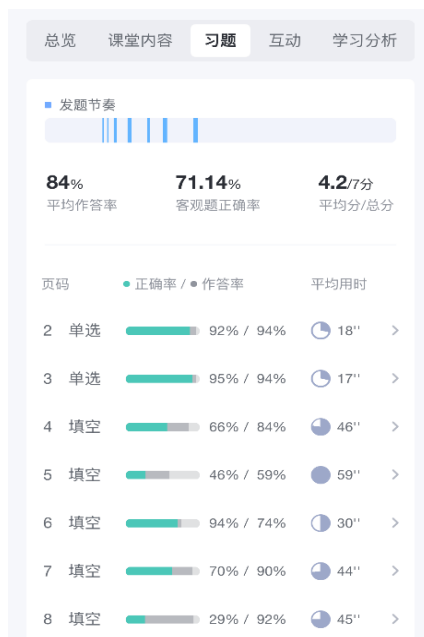 总览 课堂内容 习题 互动 学习分析
发题节奏
84% 71.14% 4.2/7分
平均作答率 客观题正确率 平均分/总分
页码 正确率 / 作答率 平均用时
2 单选 92% / 94% 18''
3 单选 95% / 94% 17''
4 填空 66% / 84% 46''
5 填空 46% / 59% 59''
6 填空 94% / 74% 30''
7 填空 70% / 90% 44''
8 填空 29% / 92% 45''